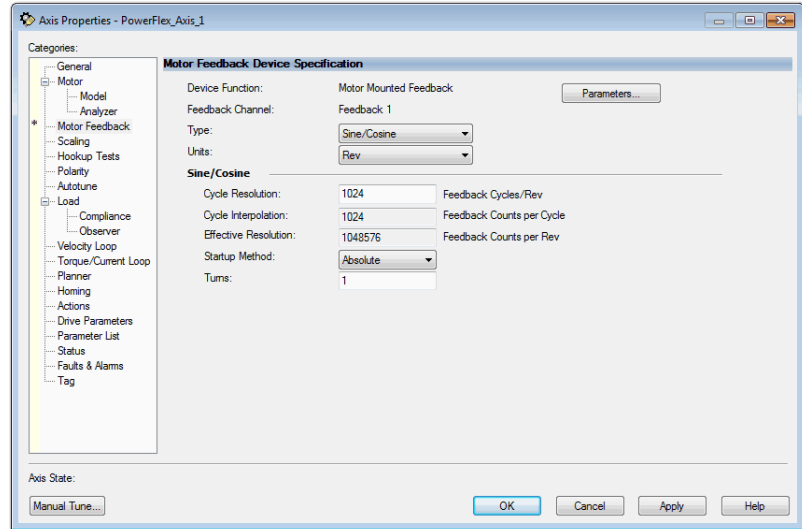 Axis Properties - PowerFlex_Axis_1
Categories:
General
Motor
Model
Analyzer
* Motor Feedback
Scaling
Hookup Tests
Polarity
Autotune
Load
Compliance
Observer
Velocity Loop
Torque/Current Loop
Planner
Homing
Actions
Drive Parameters
Parameter List
Status
Faults & Alarms
Tag
Motor Feedback Device Specification
Device Function: Motor Mounted Feedback Parameters...
Feedback Channel: Feedback 1
Type: Sine/Cosine
Units: Rev
Sine/Cosine
Cycle Resolution: 1024 Feedback Cycles/Rev
Cycle Interpolation: 1024 Feedback Counts per Cycle
Effective Resolution: 1048576 Feedback Counts per Rev
Startup Method: Absolute
Turns: 1
Axis State:
Manual Tune... OK Cancel Apply Help